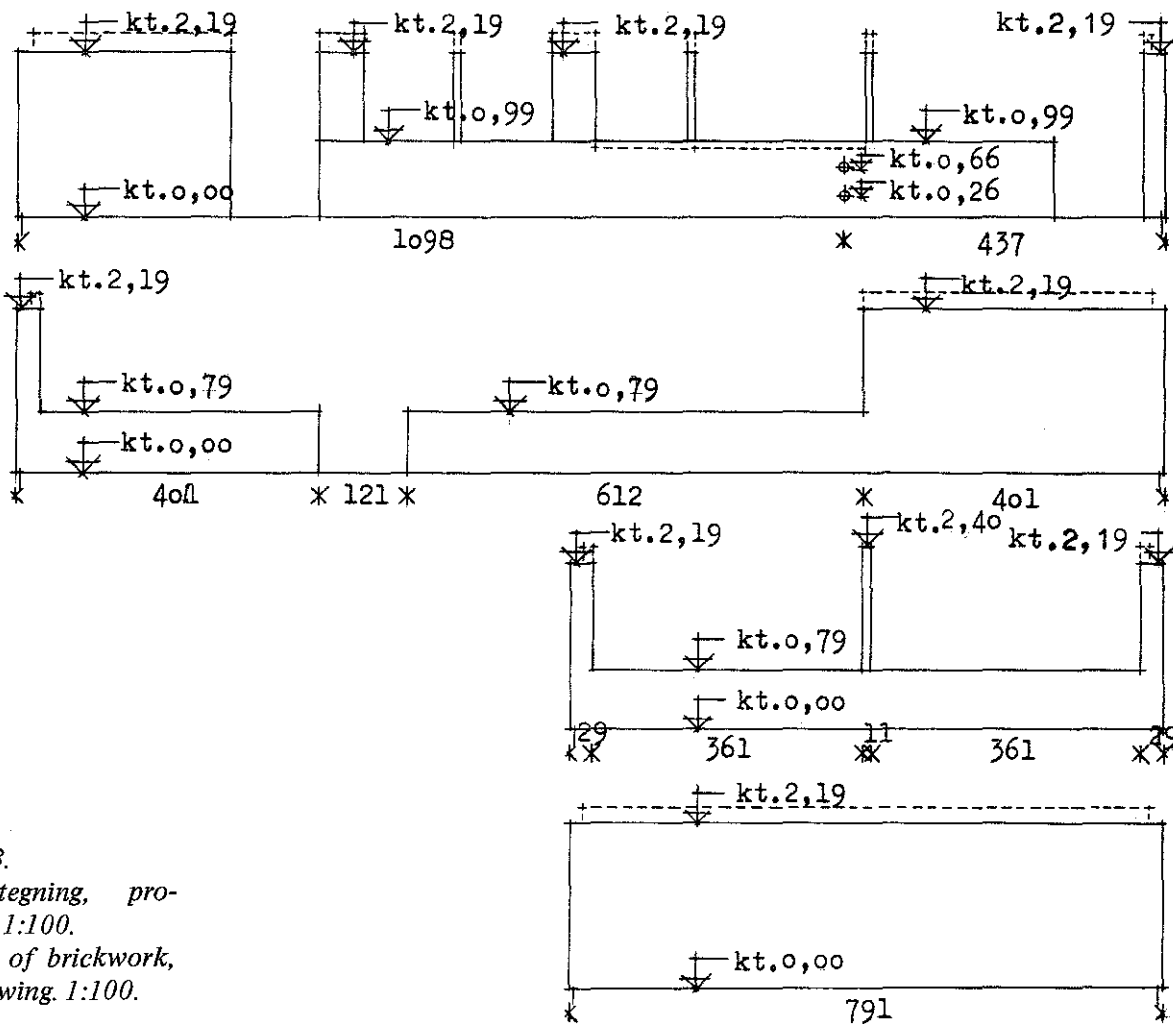 kt.2,19 kt.2,19 kt.2,19 kt.2,19
kt.o,99 kt.o,99
kt.o,66
kt.o,oo kt.o,26
lo98 437
kt.2,19 kt.2,19
kt.o,79 kt.o,79
kt.o,oo
4ol 121 612 4ol
kt.2,19 kt.2,4o kt.2,19
kt.o,79
kt.o,oo
29 361 11 361
kt.2,19
kt.o,oo
791
tegning, pro-
1:100.
of brickwork,
wing. 1:100.